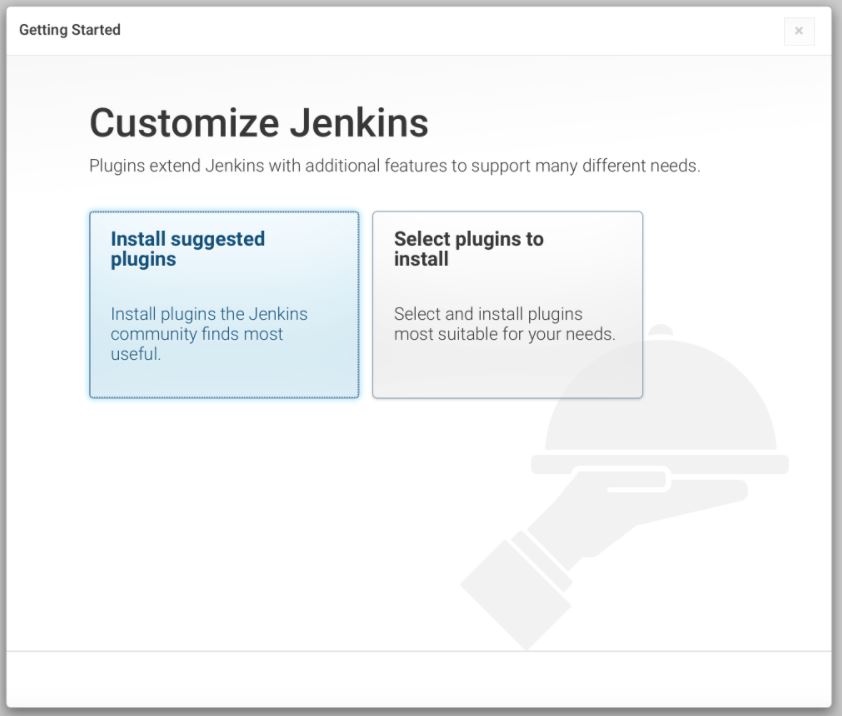 Getting Started
×
Customize Jenkins
Plugins extend Jenkins with additional features to support many different needs.
Install suggested
plugins
Install plugins the Jenkins
community finds most
useful.
Select plugins to
install
Select and install plugins
most suitable for your needs.